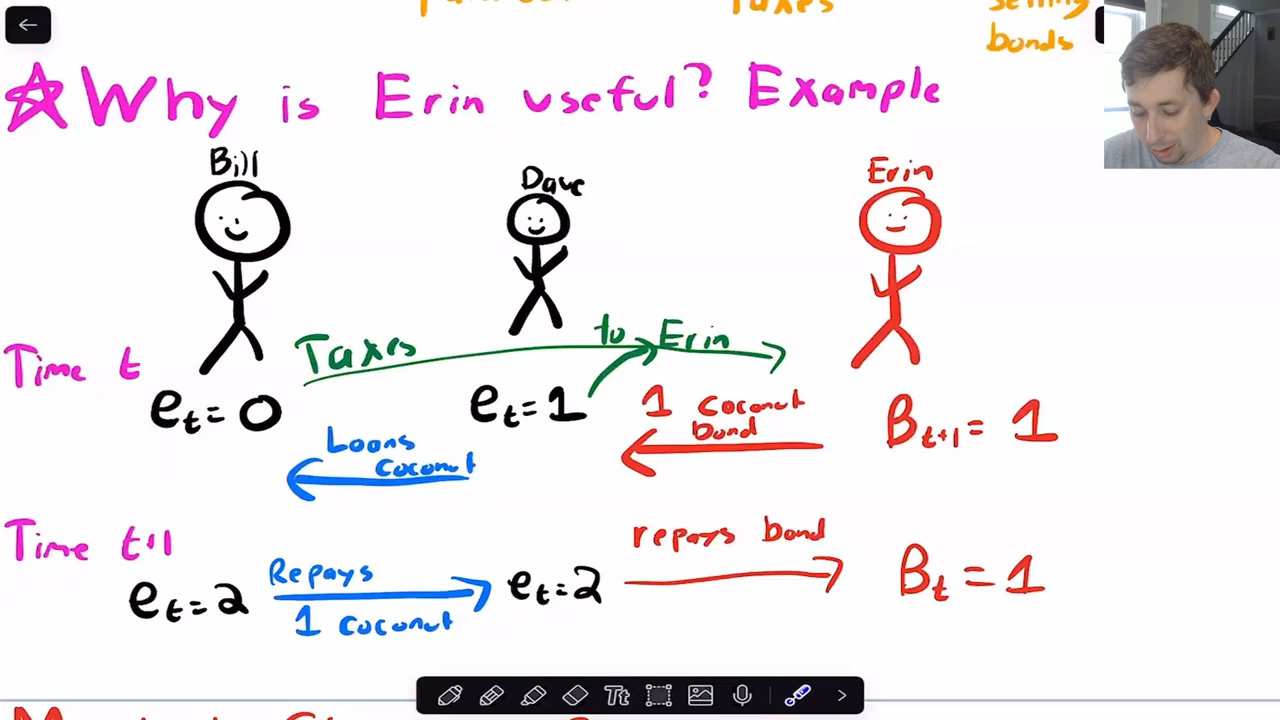 taxes
selling
bonds
Why is Erin useful? Example
Bill
Dave
Erin
Time t
Taxes to Erin
e_t = 0
e_t = 1
1 coconut
bond
B_t+1 = 1
Loans
coconut
Time t+1
repays bond
e_t = 2
Repays
1 coconut
e_t = 2
B_t = 1
Tt